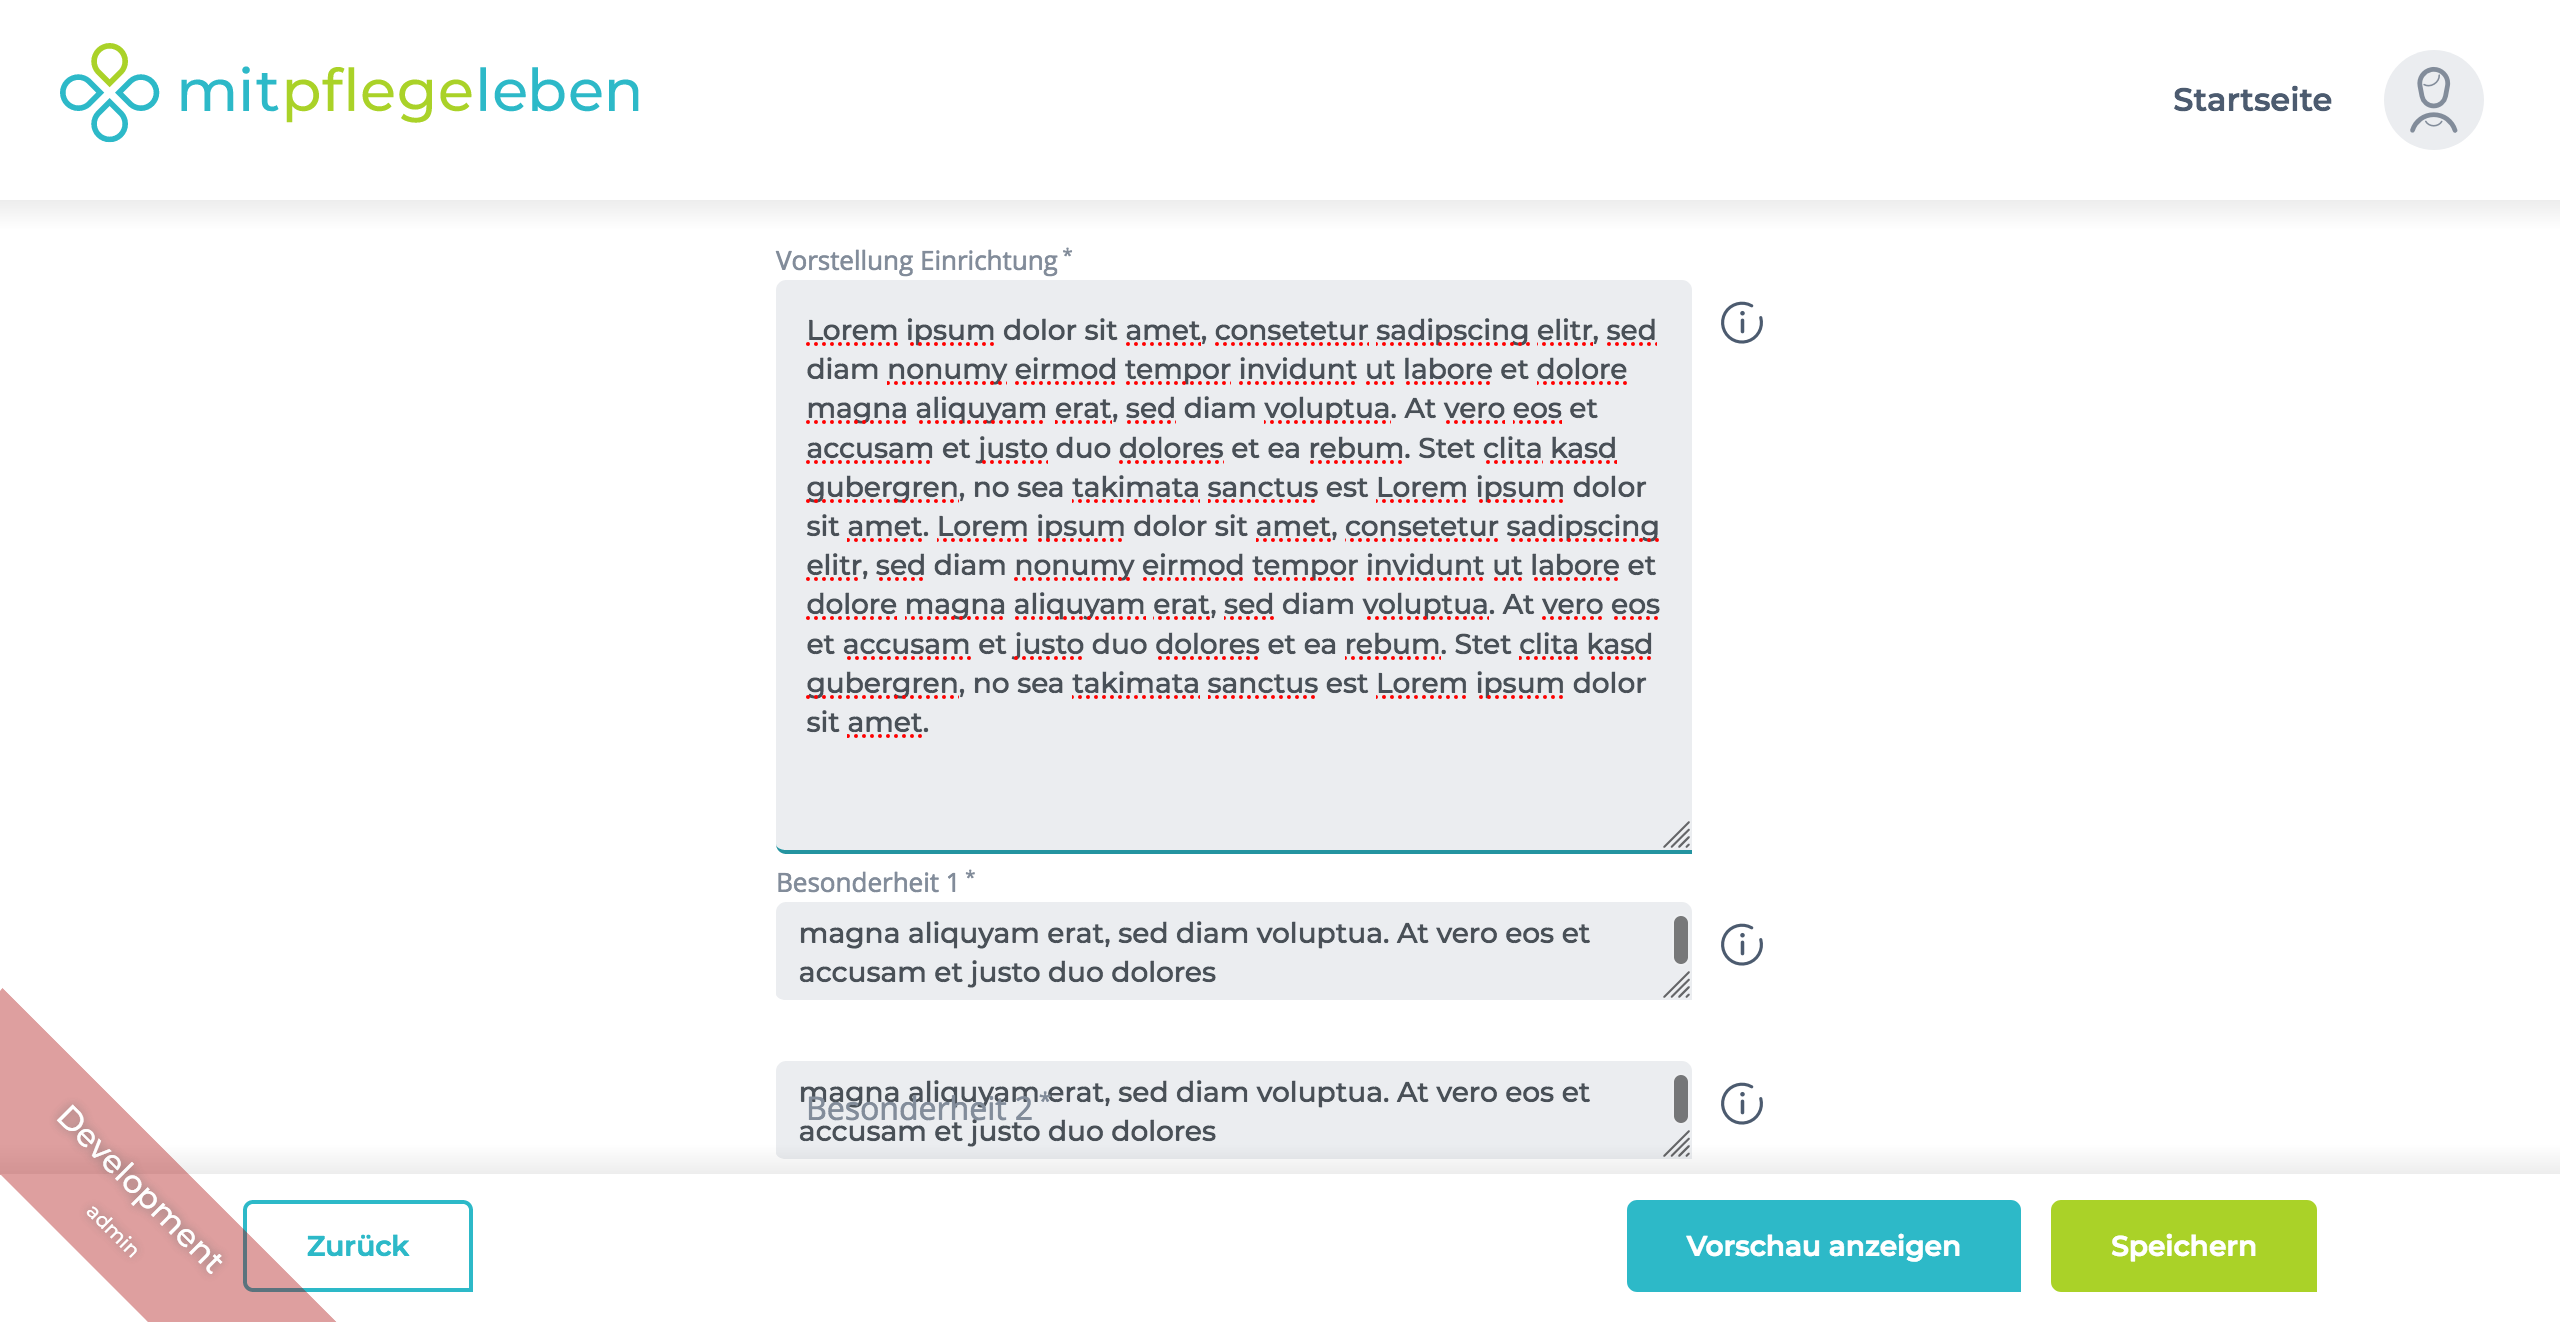 mitpflegeleben
Startseite
Vorstellung Einrichtung *
Lorem ipsum dolor sit amet, consetetur sadipscing elitr, sed
diam nonumy eirmod tempor invidunt ut labore et dolore
magna aliquyam erat, sed diam voluptua. At vero eos et
accusam et justo duo dolores et ea rebum. Stet clita kasd
gubergren, no sea takimata sanctus est Lorem ipsum dolor
sit amet. Lorem ipsum dolor sit amet, consetetur sadipscing
elitr, sed diam nonumy eirmod tempor invidunt ut labore et
dolore magna aliquyam erat, sed diam voluptua. At vero eos
et accusam et justo duo dolores et ea rebum. Stet clita kasd
gubergren, no sea takimata sanctus est Lorem ipsum dolor
sit amet.
Besonderheit 1 *
magna aliquyam erat, sed diam voluptua. At vero eos et
accusam et justo duo dolores
magna aliquyam erat, sed diam voluptua. At vero eos et
Besonderheit 2 *
accusam et justo duo dolores
Development
admin
Zurück
Vorschau anzeigen
Speichern